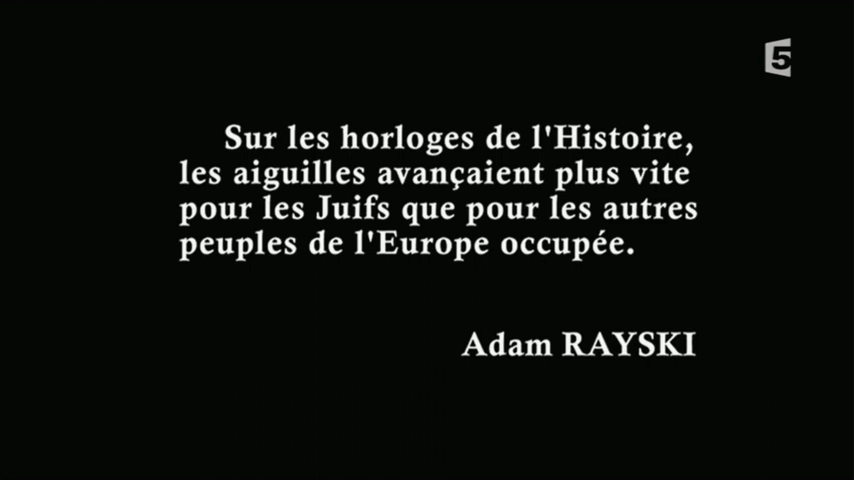 5
Sur les horloges de l'Histoire,
les aiguilles avançaient plus vite
pour les Juifs que pour les autres
peuples de l'Europe occupée.
Adam RAYSKI